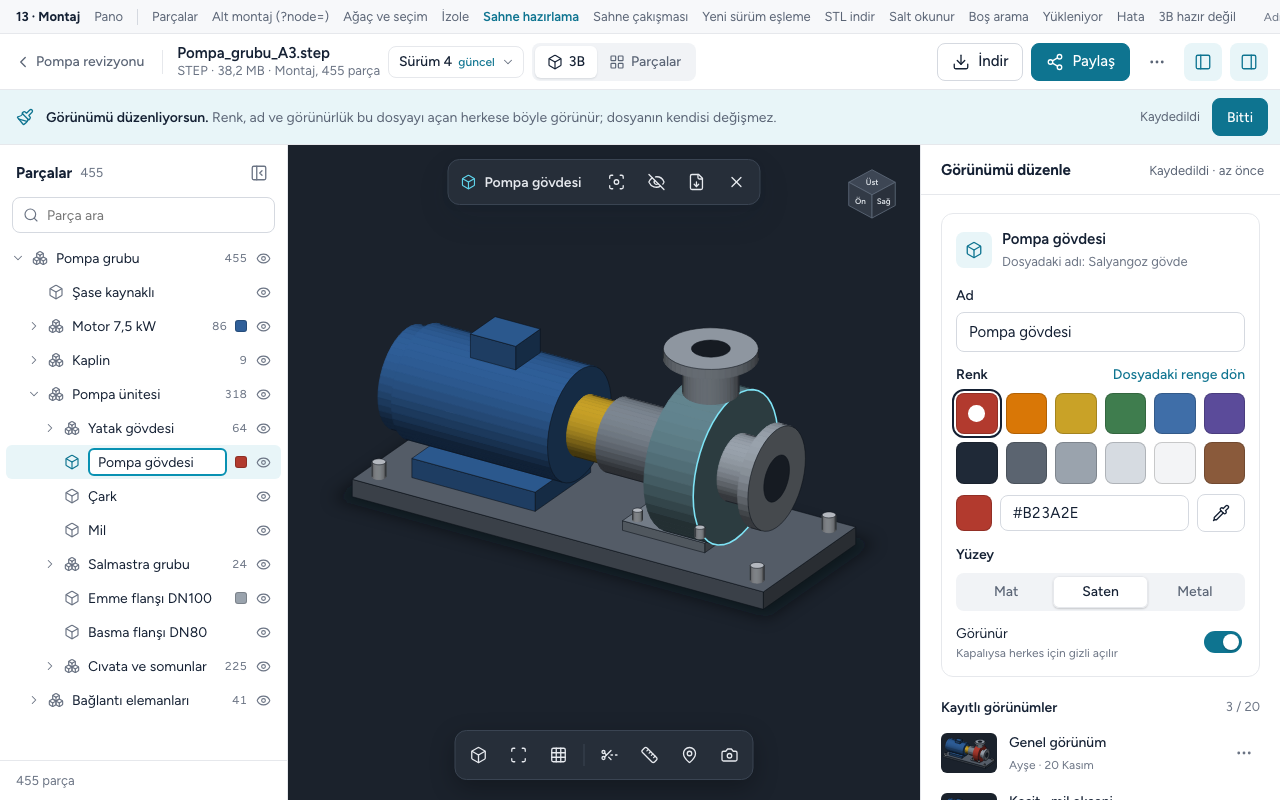 13 · Montaj
Pano
Parçalar
Alt montaj (?node=)
Ağaç ve seçim
İzole
Sahne hazırlama
Sahne çakışması
Yeni sürüm eşleme
STL indir
Salt okunur
Boş arama
Yükleniyor
Hata
3B hazır değil
Pompa revizyonu
Pompa_grubu_A3.step
STEP · 38,2 MB · Montaj, 455 parça
Sürüm 4 güncel
3B
Parçalar
İndir
Paylaş
Görünümü düzenliyorsun. Renk, ad ve görünürlük bu dosyayı açan herkese böyle görünür; dosyanın kendisi değişmez.
Kaydedildi
Bitti
Parçalar 455
Parça ara
Pompa grubu 455
Şase kaynaklı
Motor 7,5 kW 86
Kaplin 9
Pompa ünitesi 318
Yatak gövdesi 64
Pompa gövdesi
Çark
Mil
Salmastra grubu 24
Emme flanşı DN100
Basma flanşı DN80
Cıvata ve somunlar 225
Bağlantı elemanları 41
455 parça
Pompa gövdesi
Üst
Ön
Sağ
Görünümü düzenle
Kaydedildi · az önce
Pompa gövdesi
Dosyadaki adı: Salyangoz gövde
Ad
Pompa gövdesi
Renk
Dosyadaki renge dön
#B23A2E
Yüzey
Mat
Saten
Metal
Görünür
Kapalıysa herkes için gizli açılır
Kayıtlı görünümler
3 / 20
Genel görünüm
Ayşe · 20 Kasım